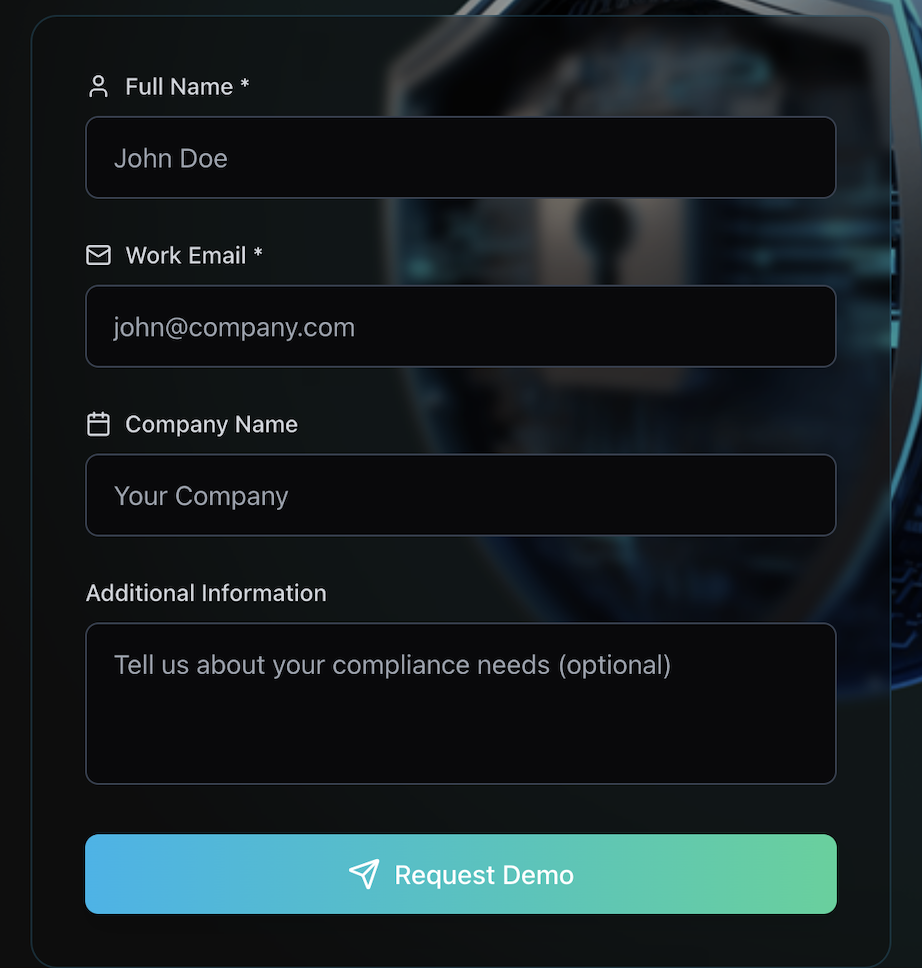 Full Name *
John Doe
Work Email *
john@company.com
Company Name
Your Company
Additional Information
Tell us about your compliance needs (optional)
Request Demo